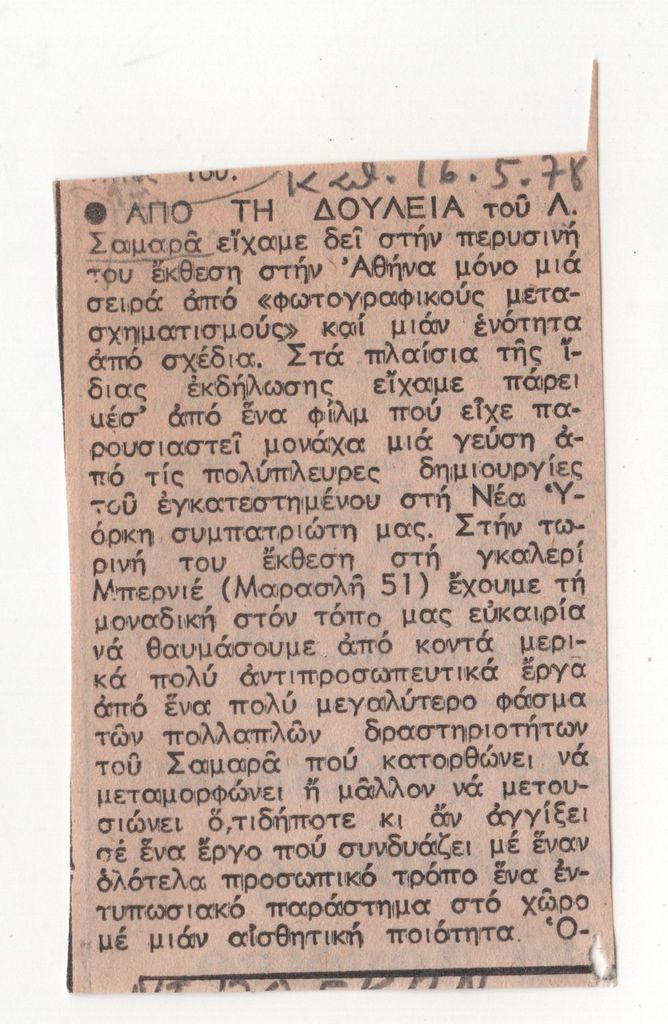 του. Καθ. 16.5.78
● ΑΠΟ ΤΗ ΔΟΥΛΕΙΑ τοῦ Λ.
Σαμαρᾶ εἴχαμε δεῖ στήν περυσινή
του ἔκθεση στήν Ἀθήνα μόνο μιά
σειρά ἀπό «φωτογραφικούς μετα-
σχηματισμούς» καί μιάν ἑνότητα
ἀπό σχέδια. Στά πλαίσια τῆς ἴ-
διας ἐκδήλωσης εἴχαμε πάρει
μέσ' ἀπό ἕνα φίλμ πού εἶχε πα-
ρουσιαστεῖ μονάχα μιά γεύση ἀ-
πό τίς πολύπλευρες δημιουργίες
τοῦ ἐγκατεστημένου στή Νέα Ὑ-
όρκη συμπατριώτη μας. Στήν τω-
ρινή του ἔκθεση στή γκαλερί
Μπερνιέ (Μαρασλῆ 51) ἔχουμε τή
μοναδική στόν τόπο μας εὐκαιρία
νά θαυμάσουμε ἀπό κοντά μερι-
κά πολύ ἀντιπροσωπευτικά ἔργα
ἀπό ἕνα πολύ μεγαλύτερο φάσμα
τῶν πολλαπλῶν δραστηριοτήτων
τοῦ Σαμαρᾶ πού κατορθώνει νά
μεταμορφώνει ἤ μᾶλλον νά μετου-
σιώνει ὅ,τιδήποτε κι ἄν ἀγγίξει
σέ ἕνα ἔργο πού συνδυάζει μέ ἕναν
ὁλότελα προσωπικό τρόπο ἕνα ἐν-
τυπωσιακό παράστημα στό χῶρο
μέ μιάν αἰσθητική ποιότητα. Ὁ-